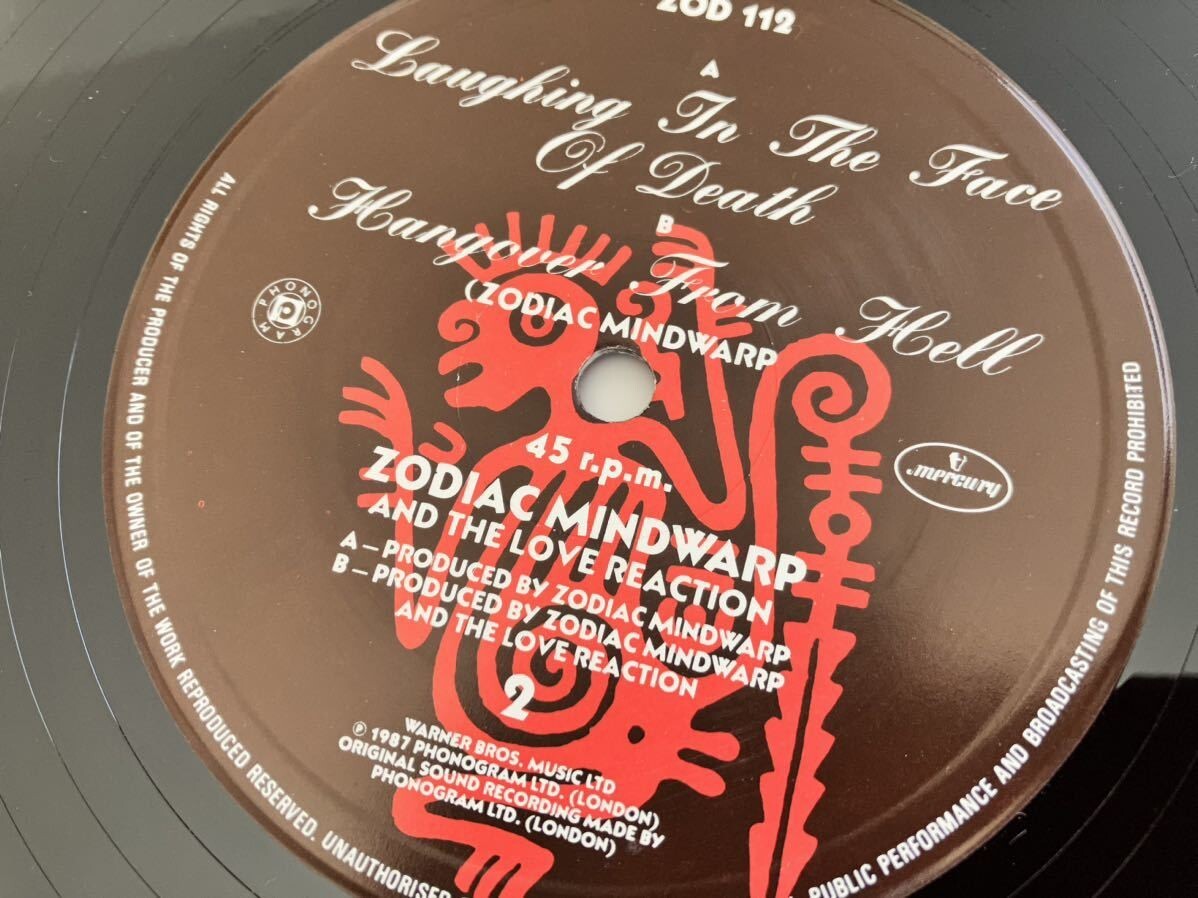 ZOD 112
A
Laughing In The Face
Of Death
B
Hangover From Hell
(ZODIAC MINDWARP
PHONOGRAM
P
mercury
45 r.p.m.
ZODIAC MINDWARP
AND THE LOVE REACTION
A – PRODUCED BY ZODIAC MINDWARP
B – PRODUCED BY ZODIAC MINDWARP
AND THE LOVE REACTION
2
WARNER BROS. MUSIC LTD
℗ 1987 PHONOGRAM LTD. (LONDON)
ORIGINAL SOUND RECORDING MADE BY
PHONOGRAM LTD. (LONDON)
ALL RIGHTS OF THE PRODUCER AND OF THE OWNER OF THE WORK REPRODUCED RESERVED. UNAUTHORISED
PUBLIC PERFORMANCE AND BROADCASTING OF THIS RECORD PROHIBITED